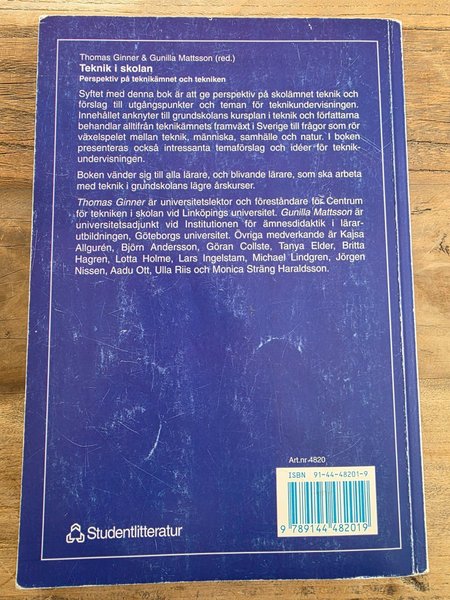 Thomas Ginner & Gunilla Mattsson (red.)
Teknik i skolan
Perspektiv på teknikämnet och tekniken
Syftet med denna bok är att ge perspektiv på skolämnet teknik och
förslag till utgångspunkter och teman för teknikundervisningen.
Innehållet anknyter till grundskolans kursplan i teknik och författarna
behandlar alltifrån teknikämnets framväxt i Sverige till frågor som rör
växelspelet mellan teknik, människa, samhälle och natur. I boken
presenteras också intressanta temaförslag och idéer för teknik-
undervisningen.
Boken vänder sig till alla lärare, och blivande lärare, som ska arbeta
med teknik i grundskolans lägre årskurser.
Thomas Ginner är universitetslektor och föreståndare för Centrum
för tekniken i skolan vid Linköpings universitet. Gunilla Mattsson är
universitetsadjunkt vid Institutionen för ämnesdidaktik i lärar-
utbildningen, Göteborgs universitet. Övriga medverkande är Kajsa
Allgurén, Björn Andersson, Göran Collste, Tanya Elder, Britta
Hagren, Lotta Holme, Lars Ingelstam, Michael Lindgren, Jörgen
Nissen, Aadu Ott, Ulla Riis och Monica Sträng Haraldsson.
Art.nr 4820
ISBN 91-44-48201-9
9 789144 482019
Studentlitteratur